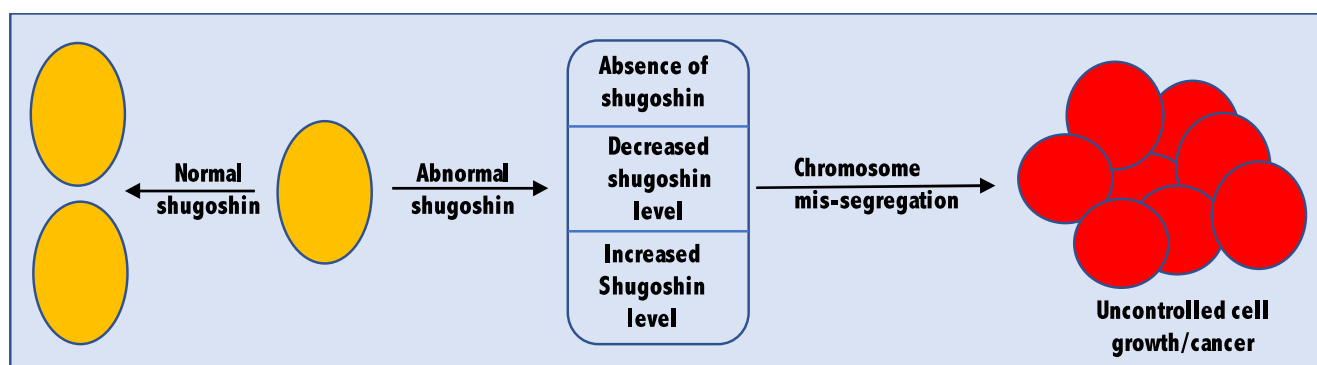 Normal
shugoshin
Abnormal
shugoshin
Absence of
shugoshin
Decreased
shugoshin
level
Increased
Shugoshin
level
Chromosome
mis-segregation
Uncontrolled cell
growth/cancer